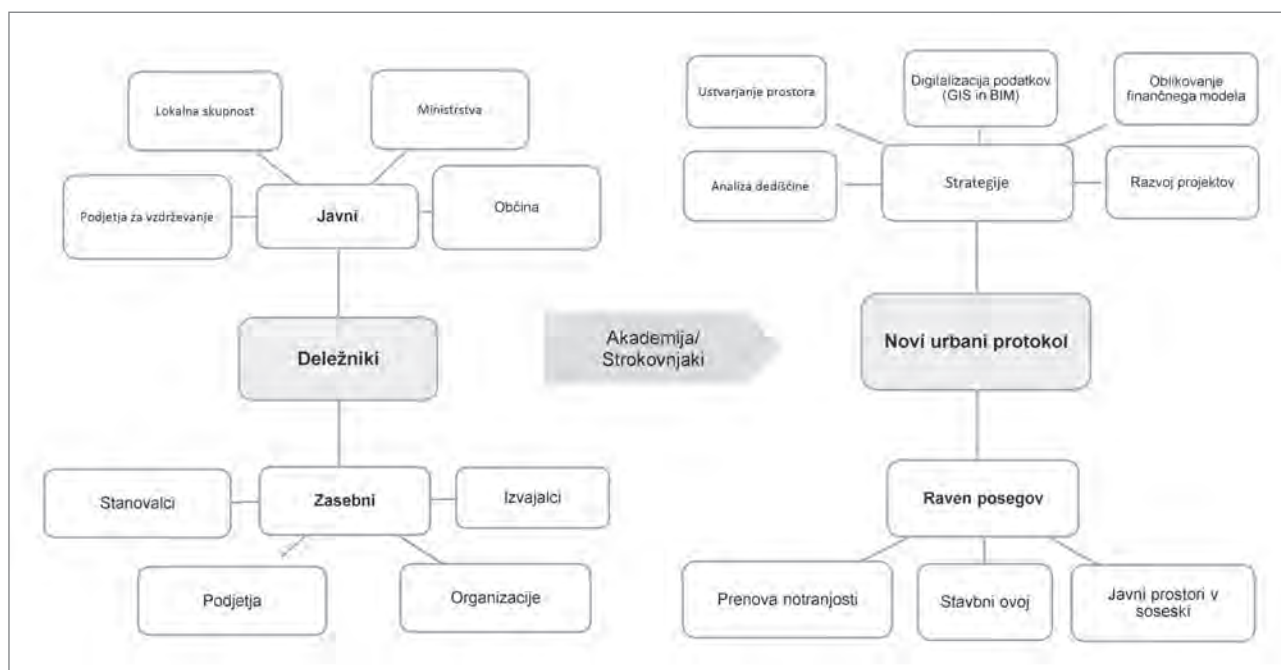 Lokalna skupnost
Ministrstva
Podjetja za vzdrževanje
Javni
Občina
Deležniki
Stanovalci
Zasebni
Izvajalci
Podjetja
Organizacije
Akademija/
Strokovnjaki
Ustvarjanje prostora
Digitalizacija podatkov
(GIS in BIM)
Oblikovanje
finančnega modela
Analiza dediščine
Strategije
Razvoj projektov
Novi urbani protokol
Raven posegov
Prenova notranjosti
Stavbni ovoj
Javni prostori v
soseski